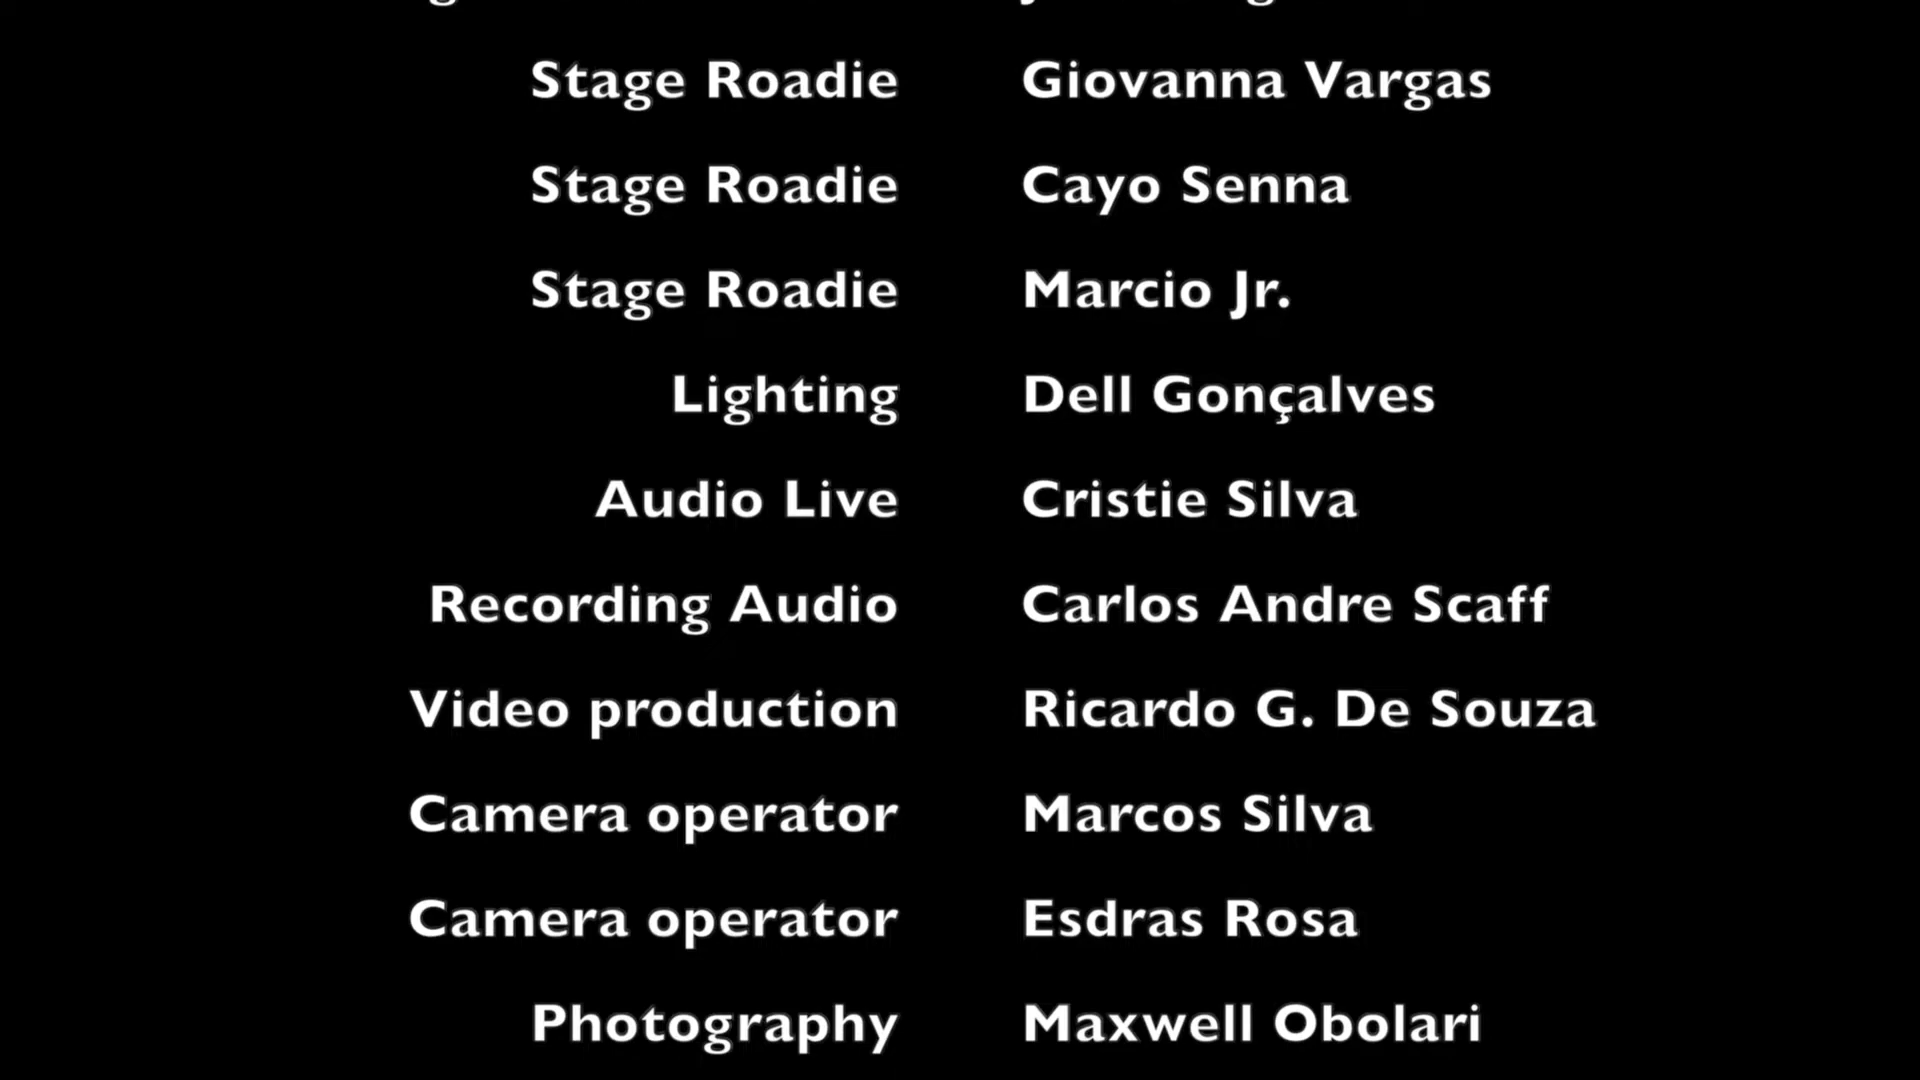 Stage Roadie Giovanna Vargas
Stage Roadie Cayo Senna
Stage Roadie Marcio Jr.
Lighting Dell Gonçalves
Audio Live Cristie Silva
Recording Audio Carlos Andre Scaff
Video production Ricardo G. De Souza
Camera operator Marcos Silva
Camera operator Esdras Rosa
Photography Maxwell Obolari